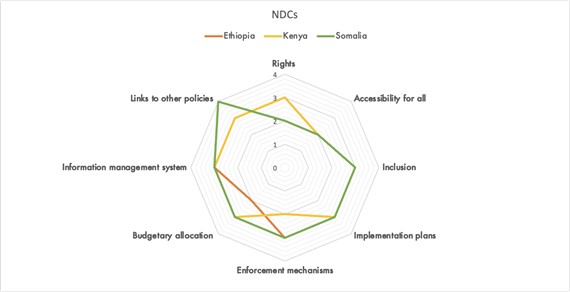 NDCs
Ethiopia Kenya Somalia
Rights
4
Links to other policies Accessibility for all
3
2
1
Information management system 0 Inclusion
Budgetary allocation Implementation plans
Enforcement mechanisms